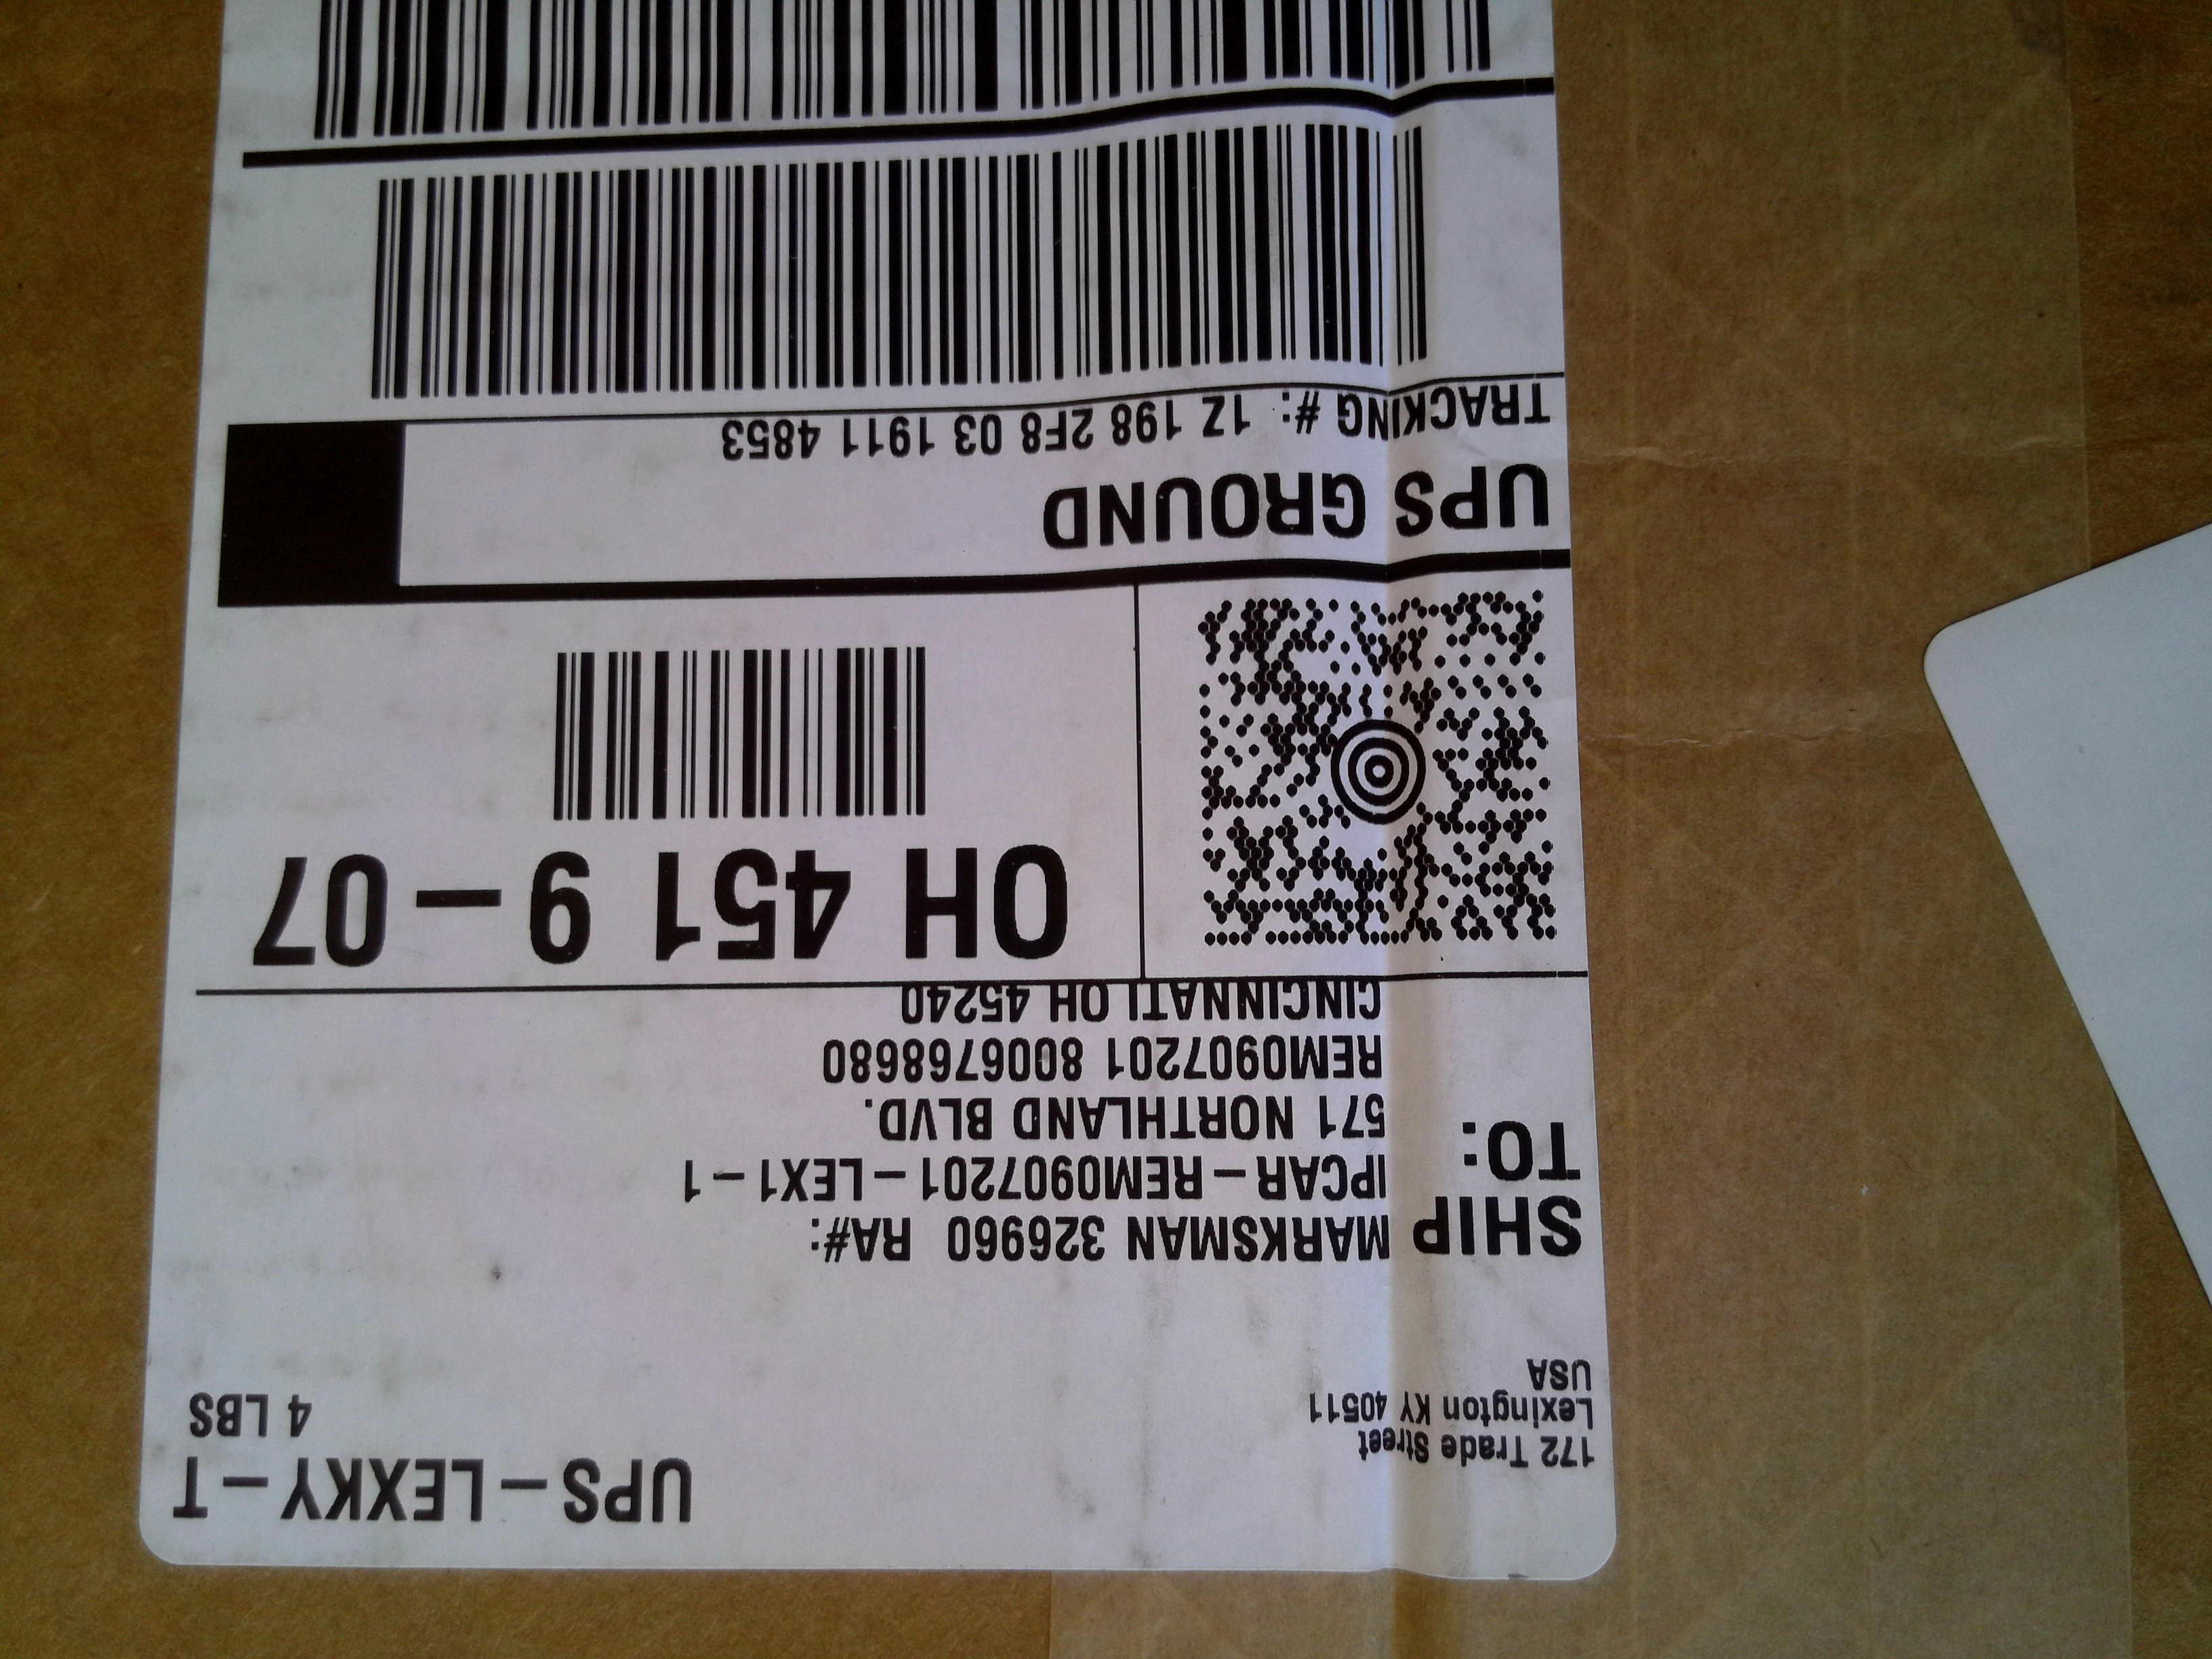 172 Trade Street
Lexington KY 40511
USA
UPS-LEXKY-T
4 LBS
SHIP
TO:
MARKSMAN 326960 RA#:
IPCAR-REM0907201-LEX1-1
571 NORTHLAND BLVD.
REM0907201 8006768680
CINCINNATI OH 45240
OH 451 9-07
UPS GROUND
TRACKING #: 1Z 198 2F8 03 1911 4853